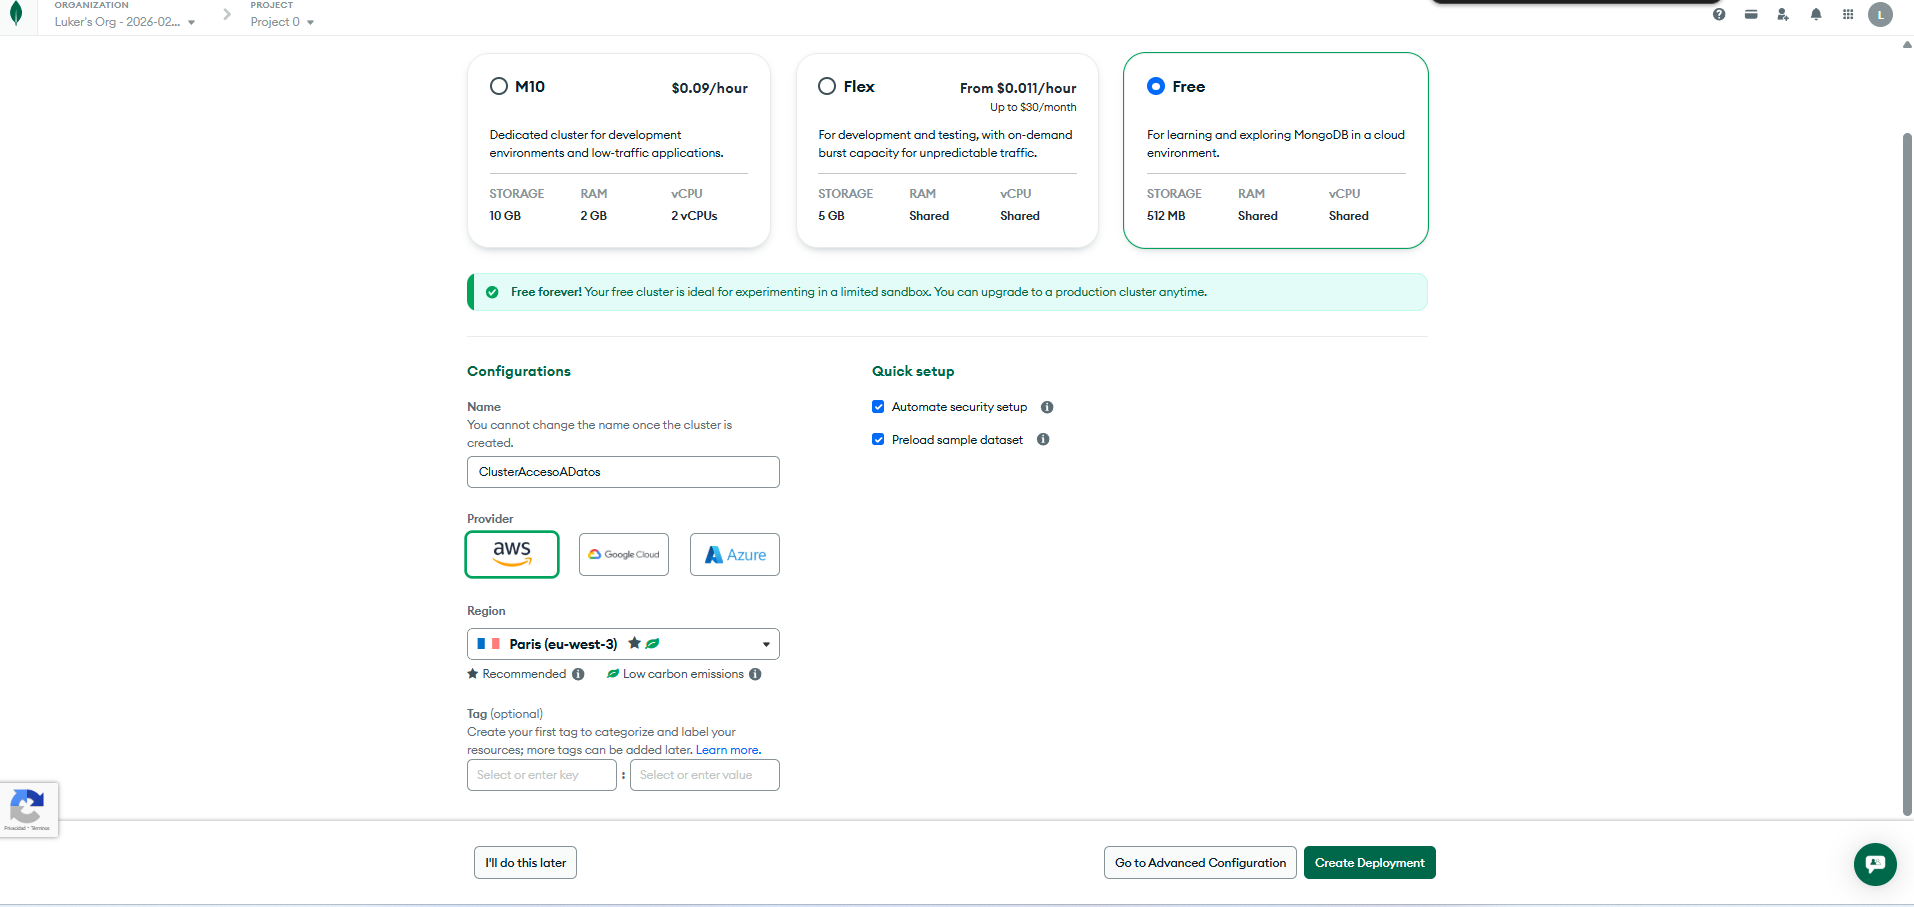 ORGANIZATION
Luker's Org - 2026-02...
PROJECT
Project 0
L
M10
$0.09/hour
Dedicated cluster for development
environments and low-traffic applications.
STORAGE RAM vCPU
10 GB 2 GB 2 vCPUs
Flex
From $0.011/hour
Up to $30/month
For development and testing, with on-demand
burst capacity for unpredictable traffic.
STORAGE RAM vCPU
5 GB Shared Shared
Free
For learning and exploring MongoDB in a cloud
environment.
STORAGE RAM vCPU
512 MB Shared Shared
Free forever! Your free cluster is ideal for experimenting in a limited sandbox. You can upgrade to a production cluster anytime.
Configurations
Name
You cannot change the name once the cluster is
created.
ClusterAccesoADatos
Provider
aws
Google Cloud
Azure
Region
Paris (eu-west-3)
Recommended
Low carbon emissions
Tag (optional)
Create your first tag to categorize and label your
resources; more tags can be added later. Learn more.
Select or enter key : Select or enter value
Quick setup
Automate security setup
Preload sample dataset
Privacidad - Términos
I'll do this later
Go to Advanced Configuration
Create Deployment